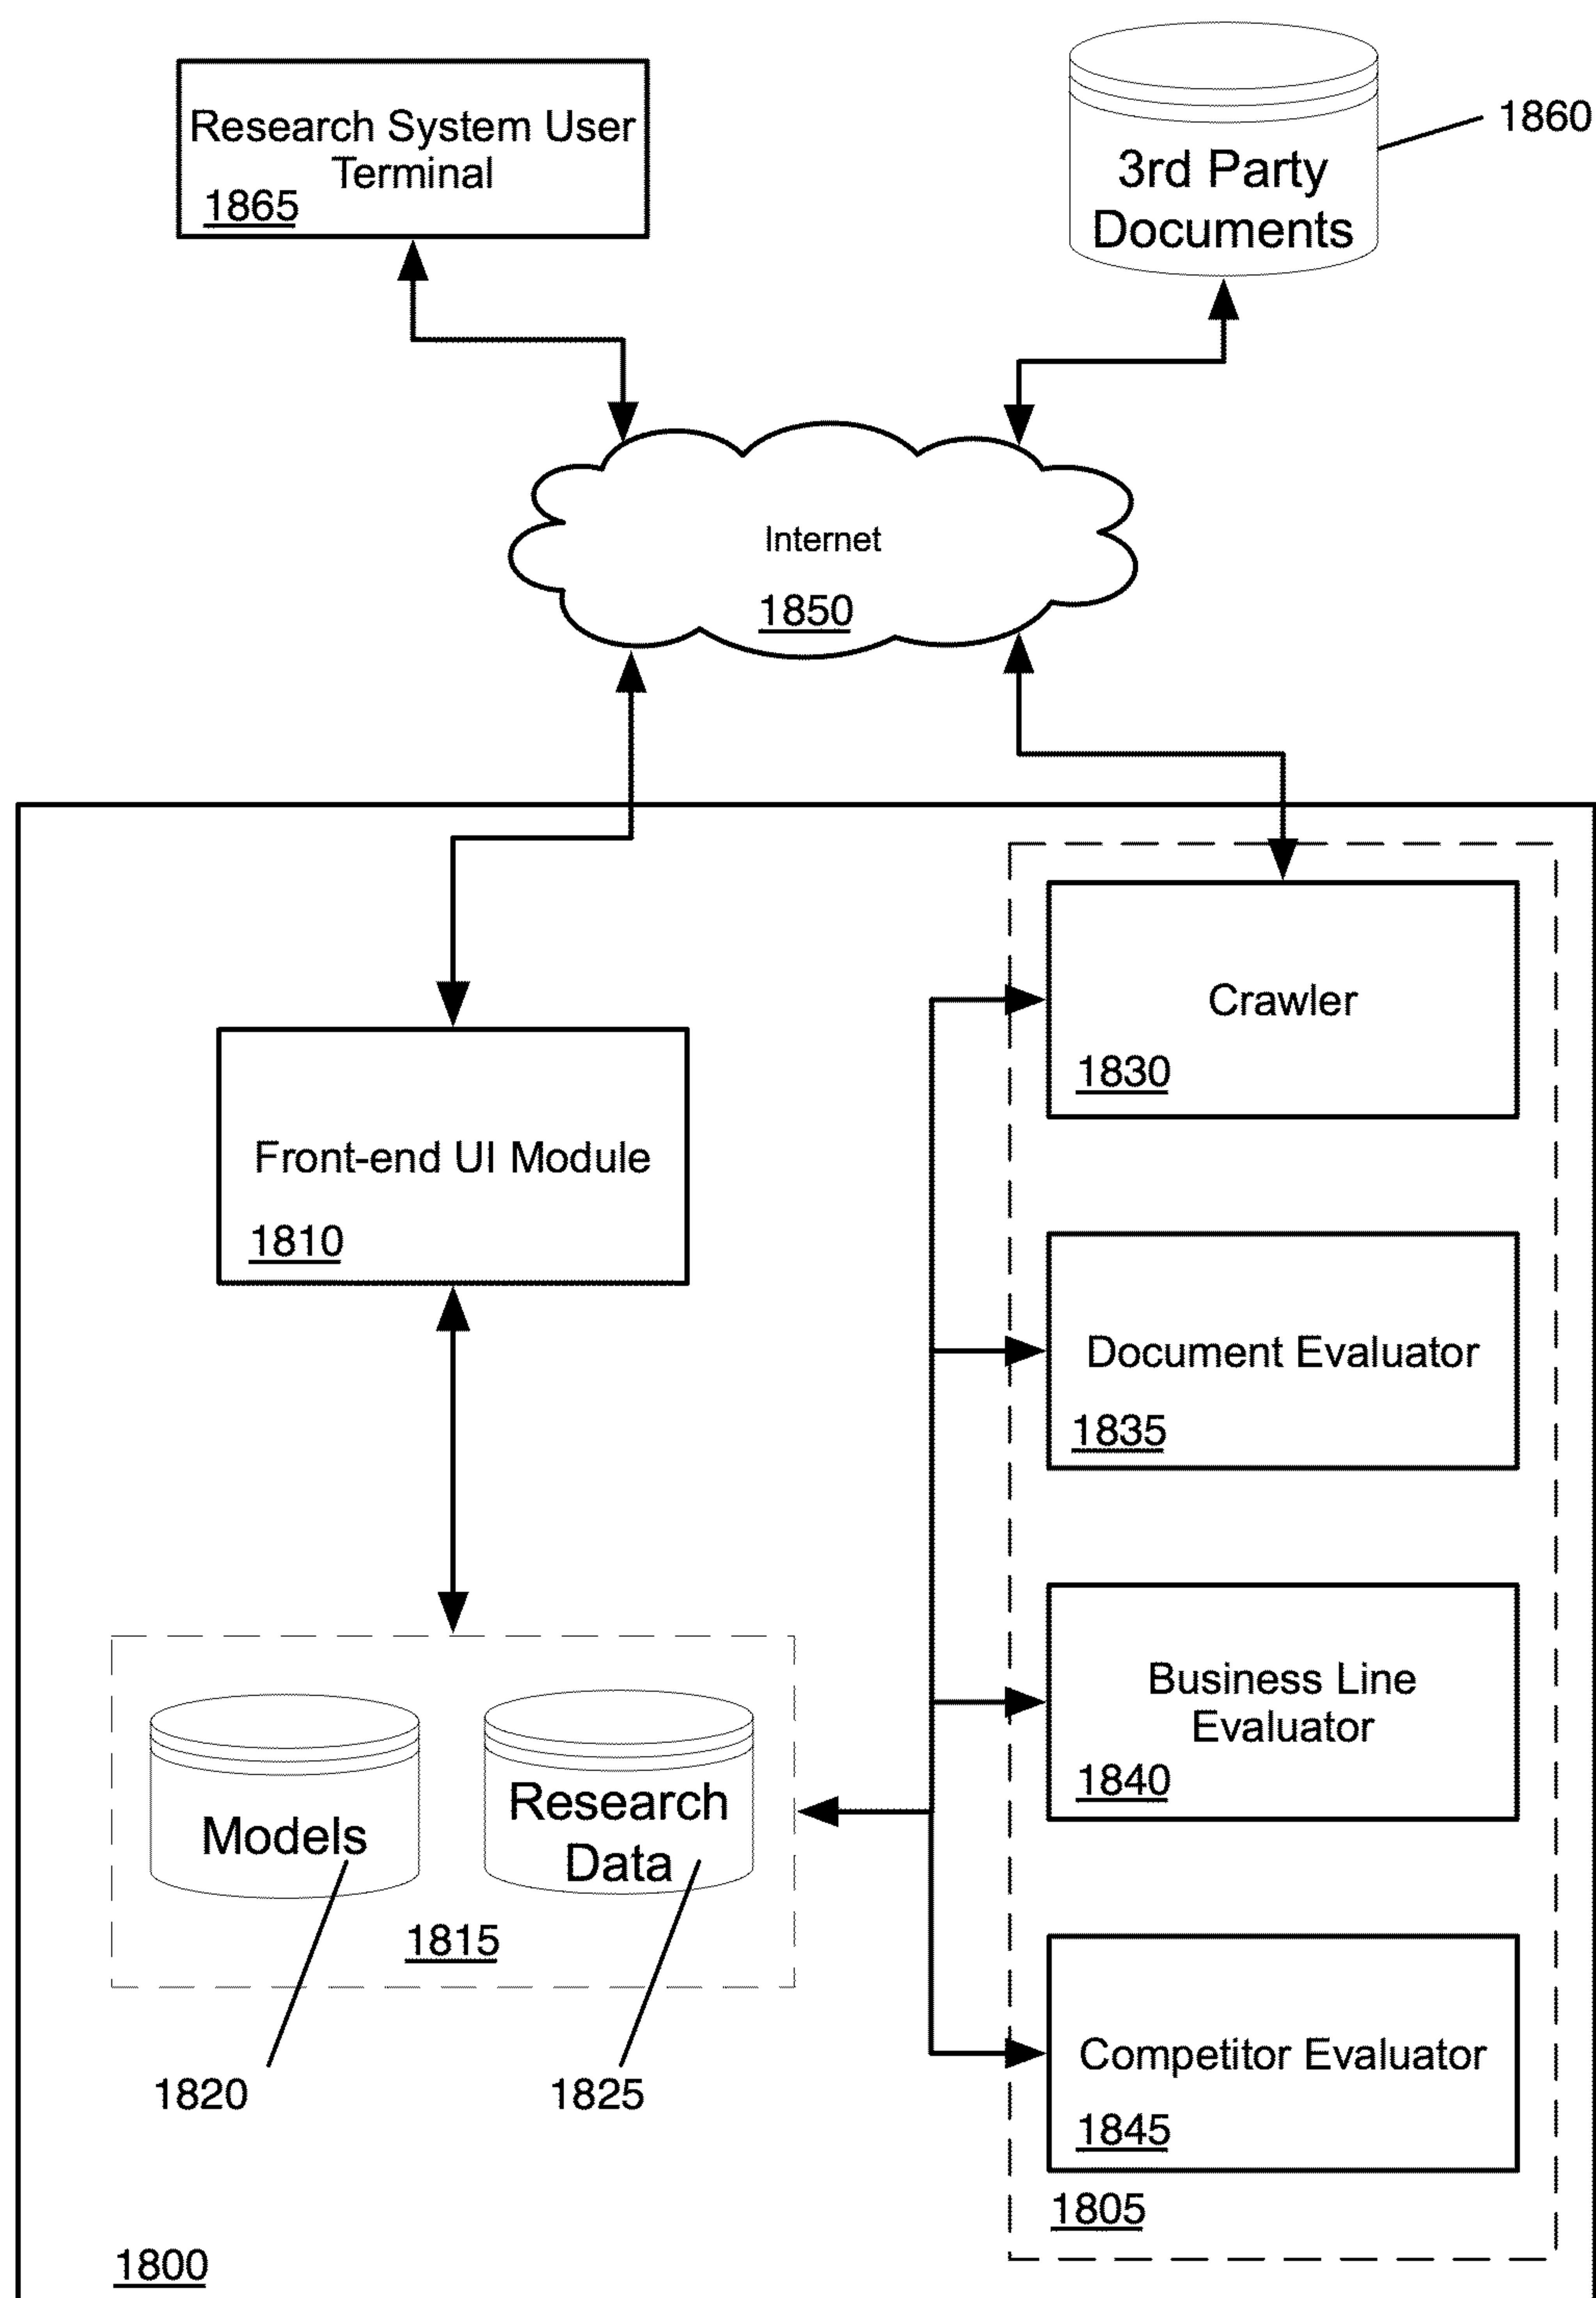 Research System User
Terminal
1865
3rd Party
Documents
1860
Internet
1850
Front-end UI Module
1810
Models
Research
Data
1815
1820
1825
Crawler
1830
Document Evaluator
1835
Business Line
Evaluator
1840
Competitor Evaluator
1845
1805
1800